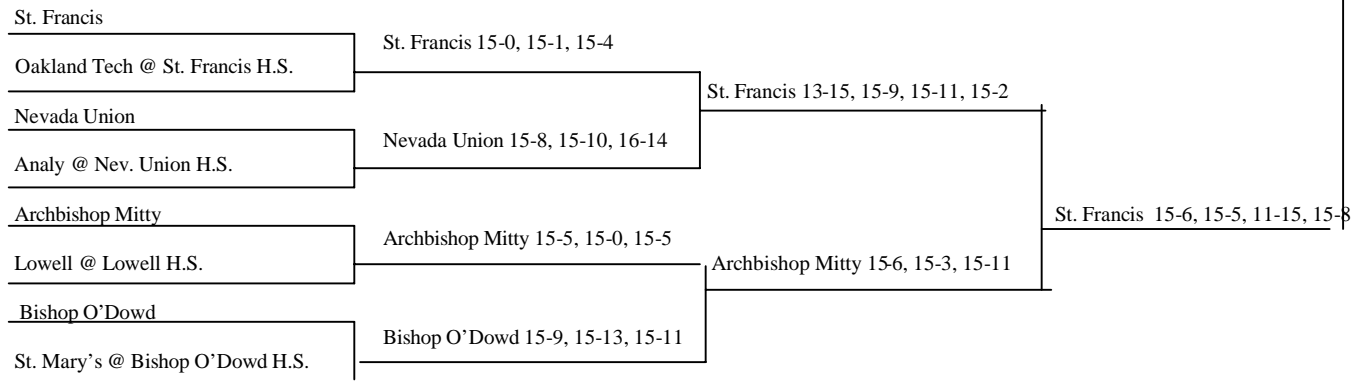 St. Francis
St. Francis 15-0, 15-1, 15-4
Oakland Tech @ St. Francis H.S.
St. Francis 13-15, 15-9, 15-11, 15-2
Nevada Union
Nevada Union 15-8, 15-10, 16-14
Analy @ Nev. Union H.S.
Archbishop Mitty
St. Francis 15-6, 15-5, 11-15, 15-8
Archbishop Mitty 15-5, 15-0, 15-5
Lowell @ Lowell H.S.
Archbishop Mitty 15-6, 15-3, 15-11
Bishop O’Dowd
Bishop O’Dowd 15-9, 15-13, 15-11
St. Mary’s @ Bishop O’Dowd H.S.